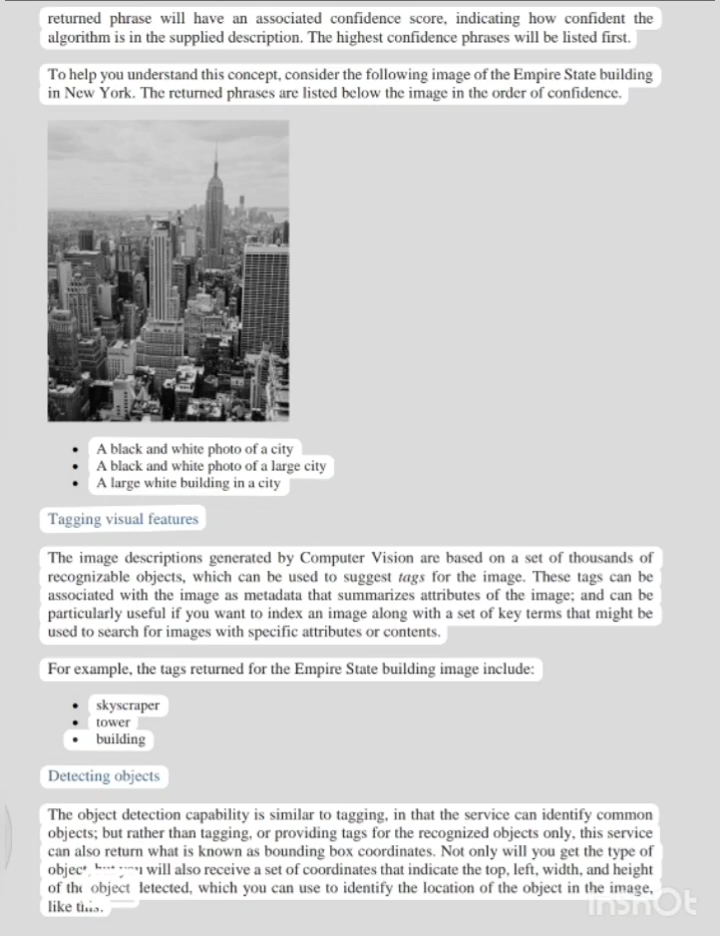 returned phrase will have an associated confidence score, indicating how confident the
algorithm is in the supplied description. The highest confidence phrases will be listed first.
To help you understand this concept, consider the following image of the Empire State building
in New York. The returned phrases are listed below the image in the order of confidence.
• A black and white photo of a city
• A black and white photo of a large city
• A large white building in a city
Tagging visual features
The image descriptions generated by Computer Vision are based on a set of thousands of
recognizable objects, which can be used to suggest tags for the image. These tags can be
associated with the image as metadata that summarizes attributes of the image; and can be
particularly useful if you want to index an image along with a set of key terms that might be
used to search for images with specific attributes or contents.
For example, the tags returned for the Empire State building image include:
• skyscraper
• tower
• building
Detecting objects
The object detection capability is similar to tagging, in that the service can identify common
objects; but rather than tagging, or providing tags for the recognized objects only, this service
can also return what is known as bounding box coordinates. Not only will you get the type of
will also receive a set of coordinates that indicate the top, left, width, and height
of the object detected, which you can use to identify the location of the object in the image,
like
InShOt